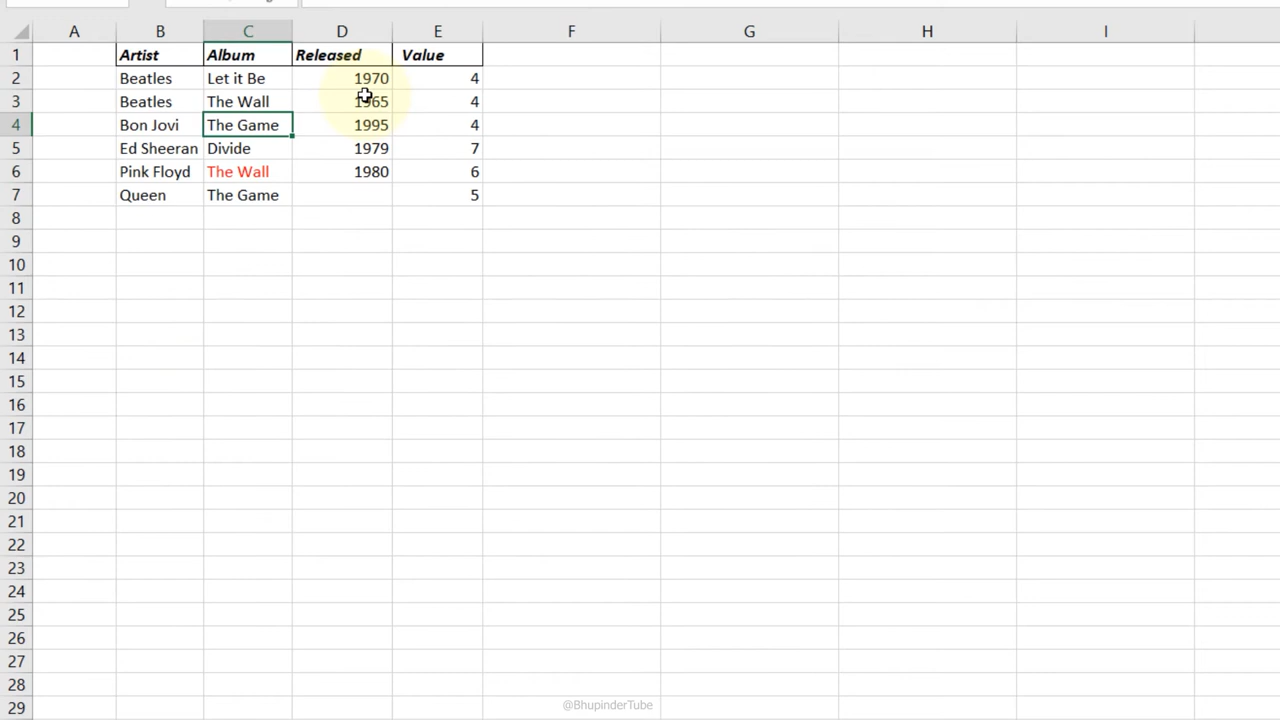 A B C D E F G H I
1 Artist Album Released Value
2 Beatles Let it Be 1970 4
3 Beatles The Wall 1965 4
4 Bon Jovi The Game 1995 4
5 Ed Sheeran Divide 1979 7
6 Pink Floyd The Wall 1980 6
7 Queen The Game 5
8
9
10
11
12
13
14
15
16
17
18
19
20
21
22
23
24
25
26
27
28
29
@BhupinderTube